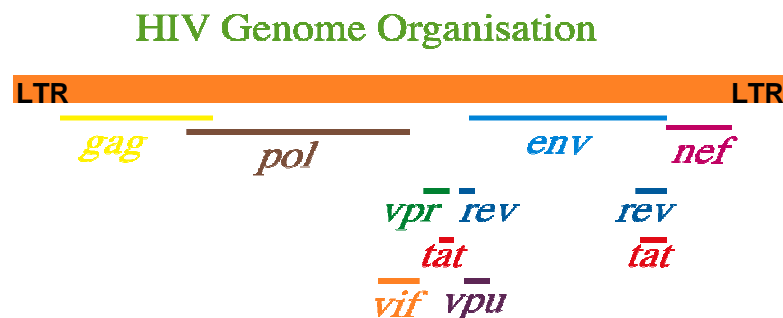 HIV Genome Organisation
LTR LTR
gag pol env nef
vpr rev rev
tat tat
vif vpu